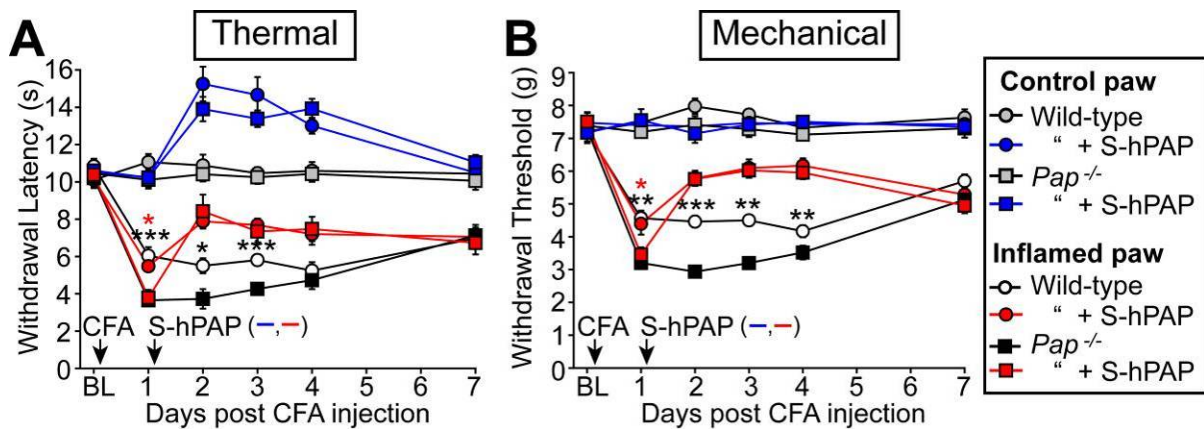 A
Thermal
Withdrawal Latency (s)
16
14
12
10
8
6
4
2
0
***
*
*
***
CFA
S-hPAP (–,–)
BL
1
2
3
4
5
6
7
Days post CFA injection
B
Mechanical
Withdrawal Threshold (g)
9
8
7
6
5
4
3
2
1
0
*
**
***
**
**
CFA
S-hPAP (–,–)
BL
1
2
3
4
5
6
7
Days post CFA injection
Control paw
Wild-type
“ + S-hPAP
Pap -/-
“ + S-hPAP
Inflamed paw
Wild-type
“ + S-hPAP
Pap -/-
“ + S-hPAP